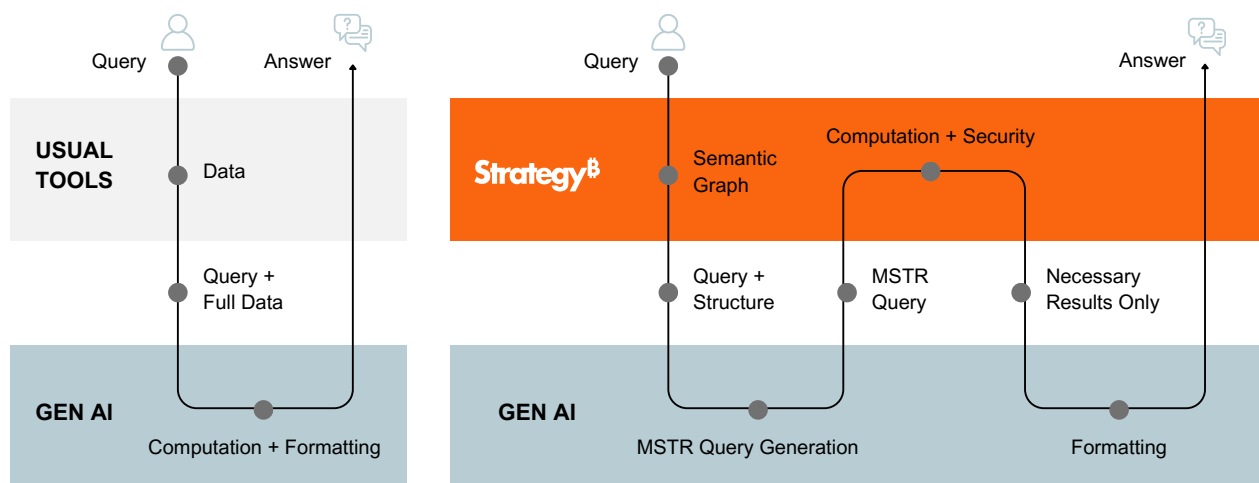 Query
Answer
USUAL
TOOLS
Data
Query +
Full Data
GEN AI
Computation + Formatting
Query
Answer
Strategy₿
Semantic
Graph
Computation + Security
Query +
Structure
MSTR
Query
Necessary
Results Only
GEN AI
MSTR Query Generation
Formatting
?
?